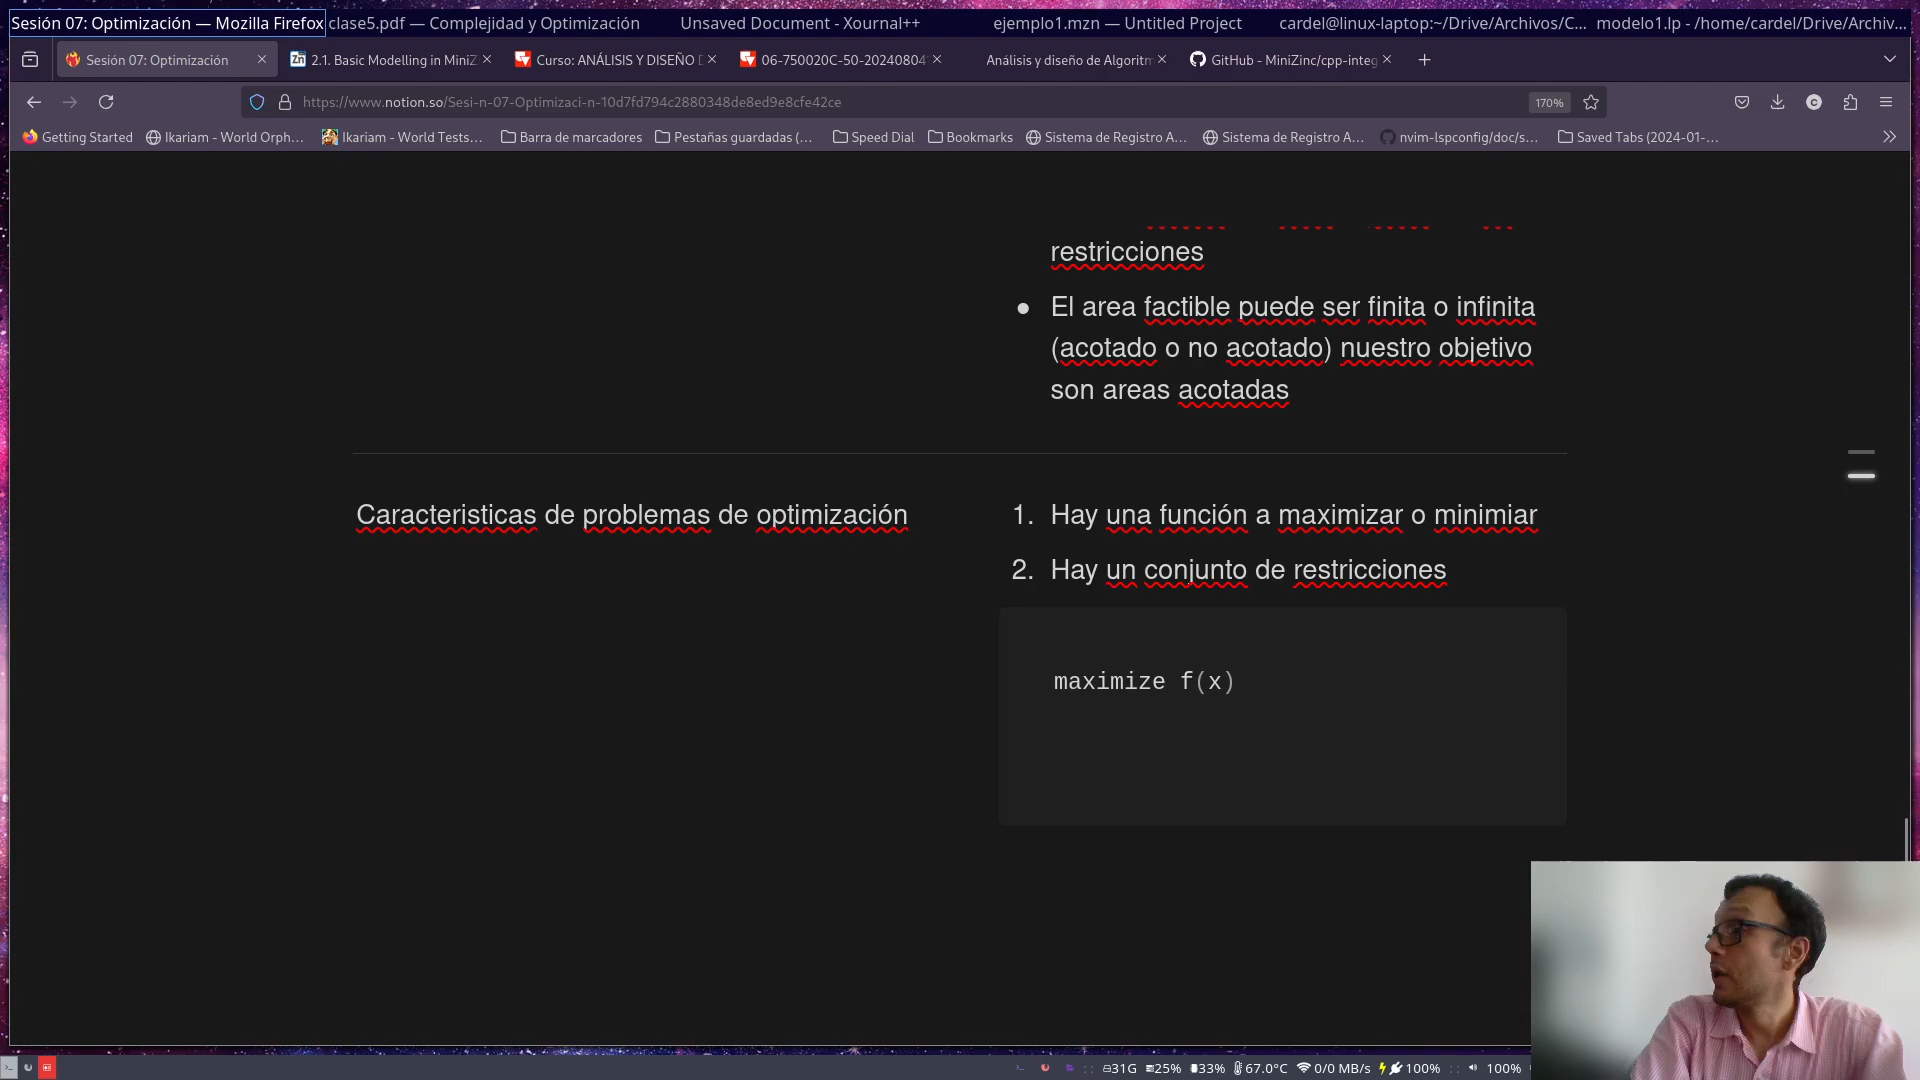 Sesión 07: Optimización — Mozilla Firefox
clase5.pdf — Complejidad y Optimización
Unsaved Document - Xournal++
ejemplo1.mzn — Untitled Project
cardel@linux-laptop:~/Drive/Archivos/C...
modelo1.lp - /home/cardel/Drive/Archiv...
Sesión 07: Optimización
2.1. Basic Modelling in MiniZ
Curso: ANÁLISIS Y DISEÑO
06-750020C-50-20240804
Análisis y diseño de Algoritm
GitHub - MiniZinc/cpp-integ
https://www.notion.so/Sesi-n-07-Optimizaci-n-10d7fd794c2880348de8ed9e8cfe42ce
170%
Getting Started
Ikariam - World Orph...
Ikariam - World Tests...
Barra de marcadores
Pestañas guardadas (...
Speed Dial
Bookmarks
Sistema de Registro A...
Sistema de Registro A...
nvim-lspconfig/doc/s...
Saved Tabs (2024-01-...
restricciones
• El area factible puede ser finita o infinita
(acotado o no acotado) nuestro objetivo
son areas acotadas
Caracteristicas de problemas de optimización
1. Hay una función a maximizar o minimiar
2. Hay un conjunto de restricciones
maximize f(x)
31G 25% 33% 67.0°C 0/0 MB/s 100% 100%